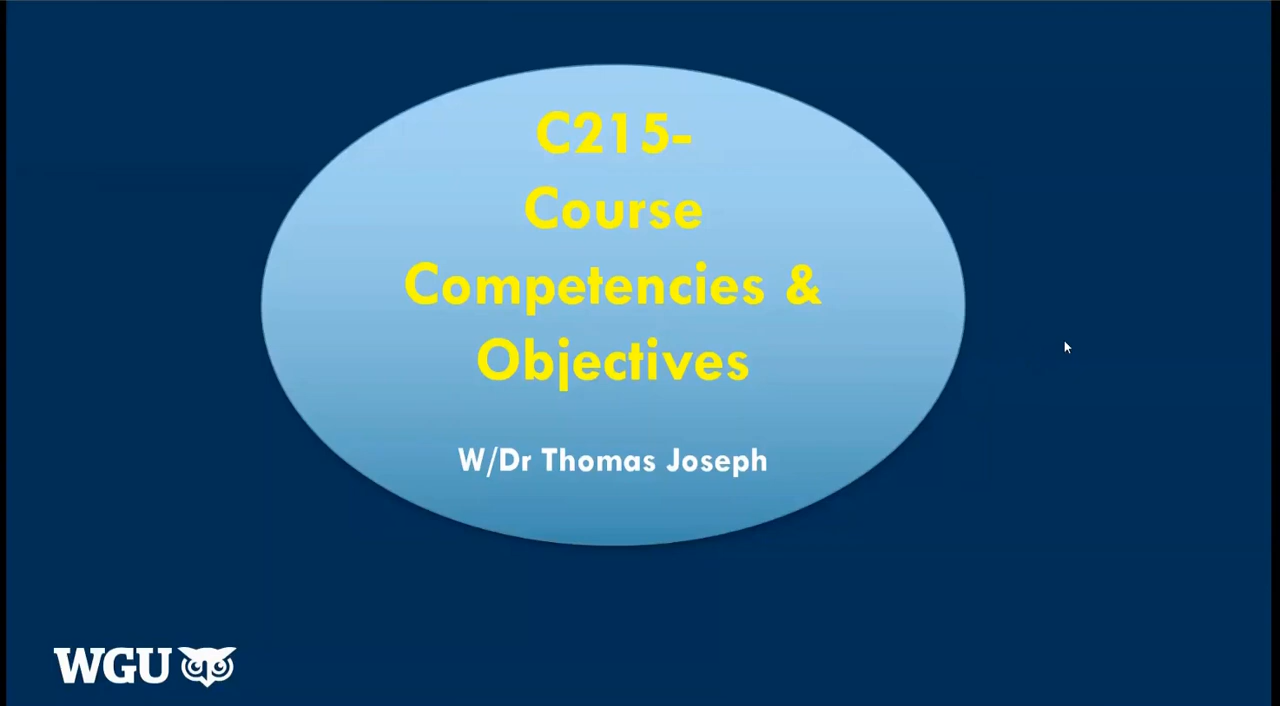 C215-
Course
Competencies &
Objectives
W/Dr Thomas Joseph
WGU